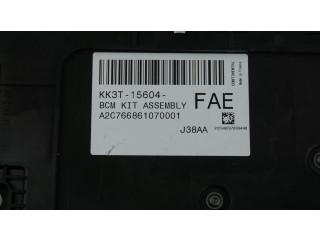 KK3T-15604-
BCM KIT ASSEMBLY FAE
A2C766861070001
J38AA